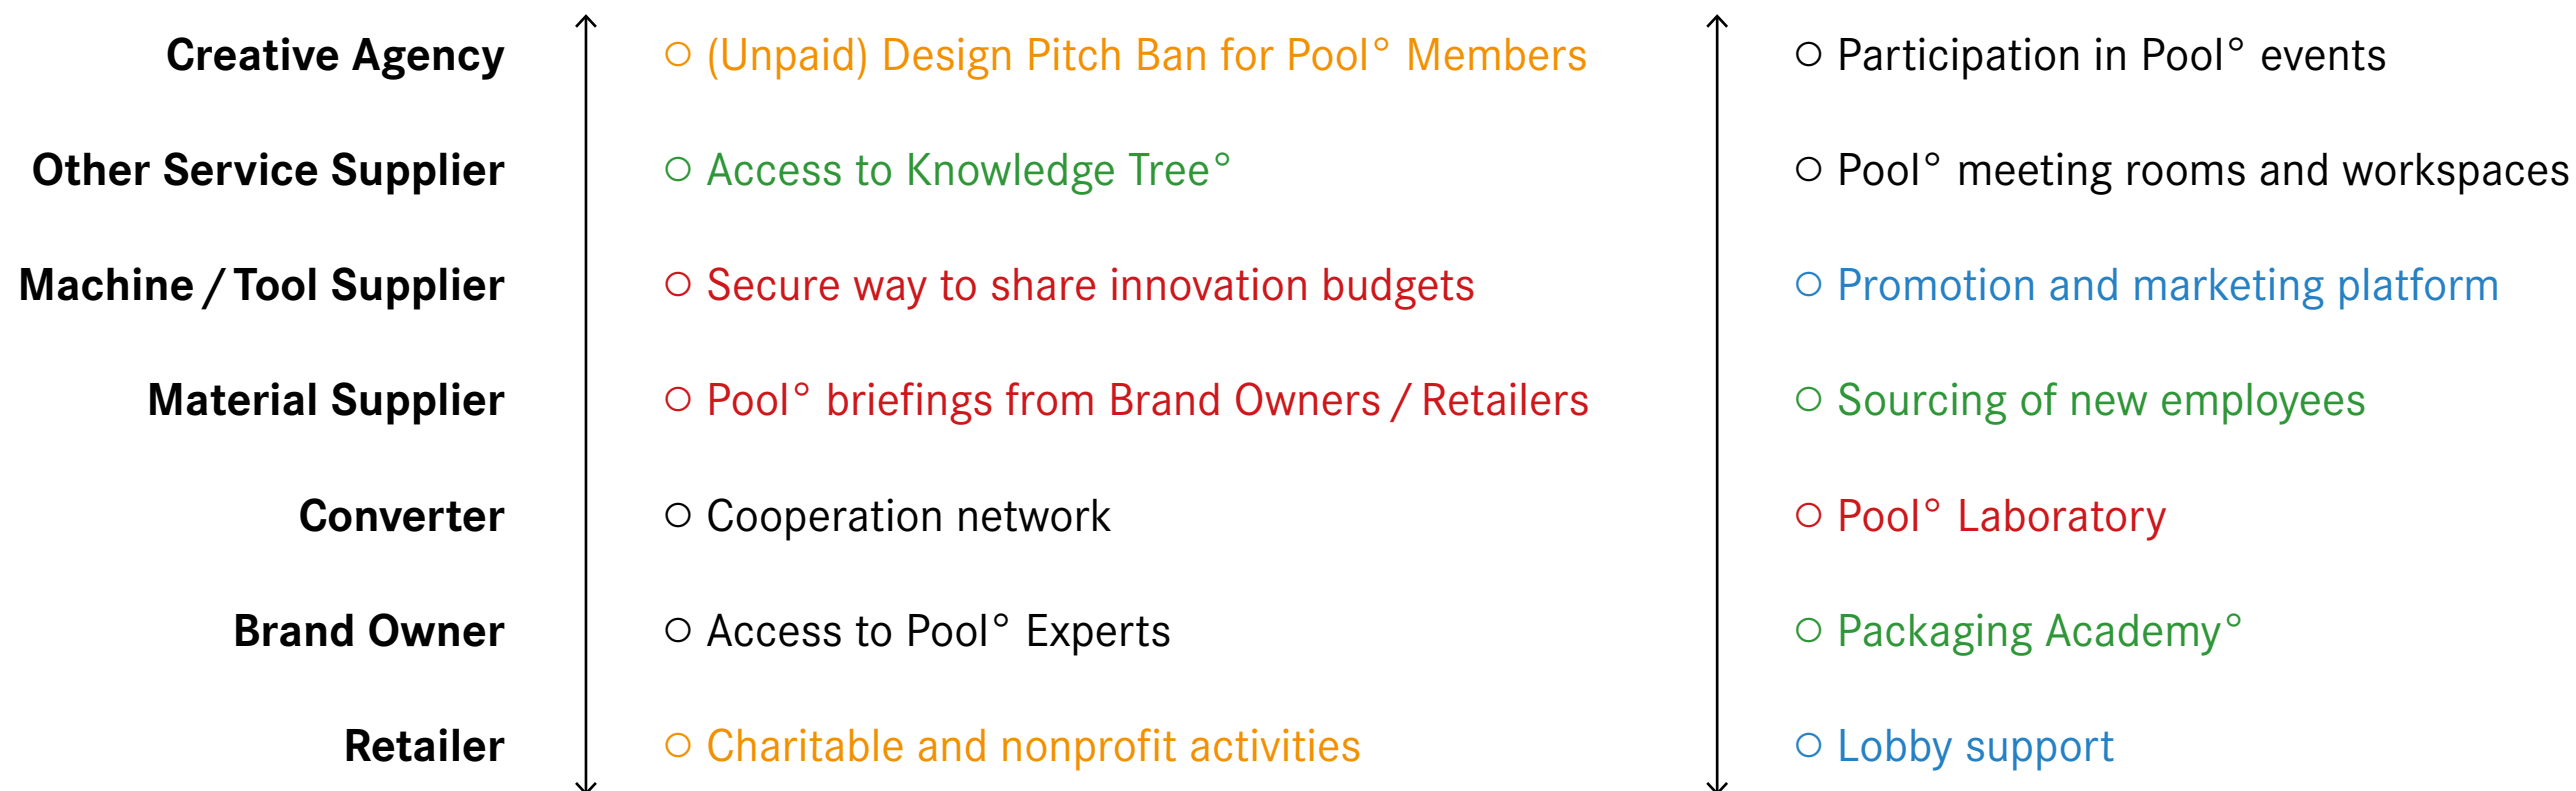 Creative Agency
Other Service Supplier
Machine / Tool Supplier
Material Supplier
Converter
Brand Owner
Retailer
(Unpaid) Design Pitch Ban for Pool° Members
Access to Knowledge Tree°
Secure way to share innovation budgets
Pool° briefings from Brand Owners / Retailers
Cooperation network
Access to Pool° Experts
Charitable and nonprofit activities
Participation in Pool° events
Pool° meeting rooms and workspaces
Promotion and marketing platform
Sourcing of new employees
Pool° Laboratory
Packaging Academy°
Lobby support